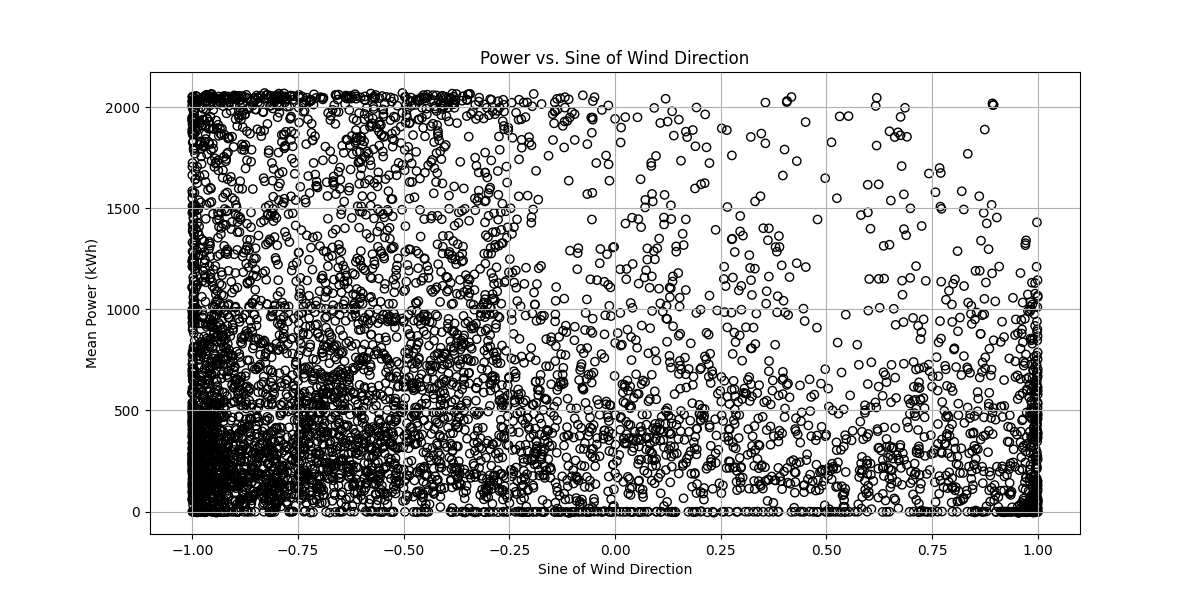 Power vs. Sine of Wind Direction
Mean Power (kWh)
2000
1500
1000
500
0
−1.00 −0.75 −0.50 −0.25 0.00 0.25 0.50 0.75 1.00
Sine of Wind Direction